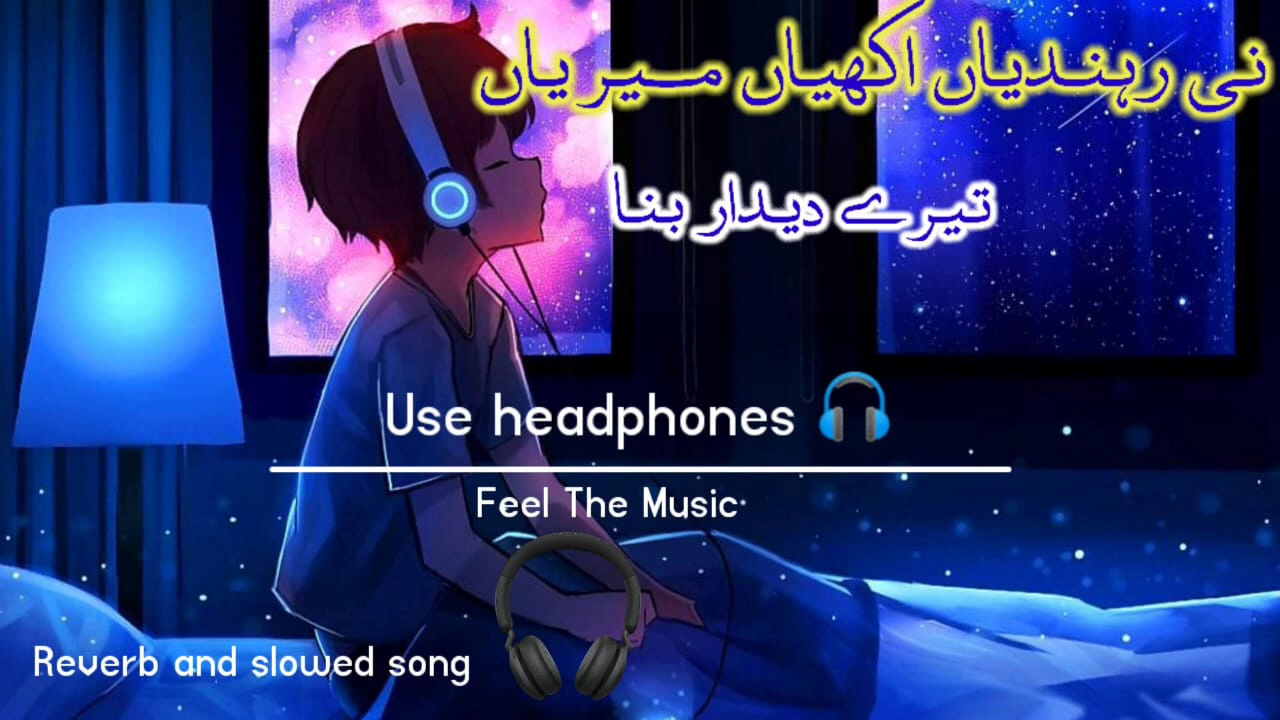 نی رہندیاں اکھیاں میریاں
تیرے دیدار بنا
Use headphones 🎧
Feel The Music
Reverb and slowed song